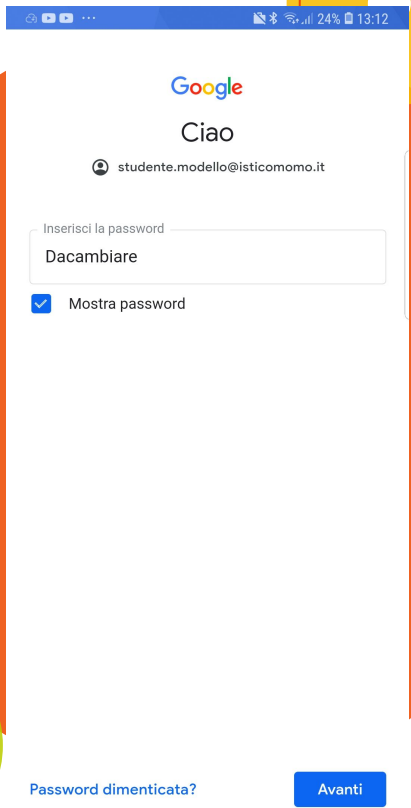 24% 13:12
Google
Ciao
studente.modello@isticomomo.it
Inserisci la password
Dacambiare
Mostra password
Password dimenticata?
Avanti